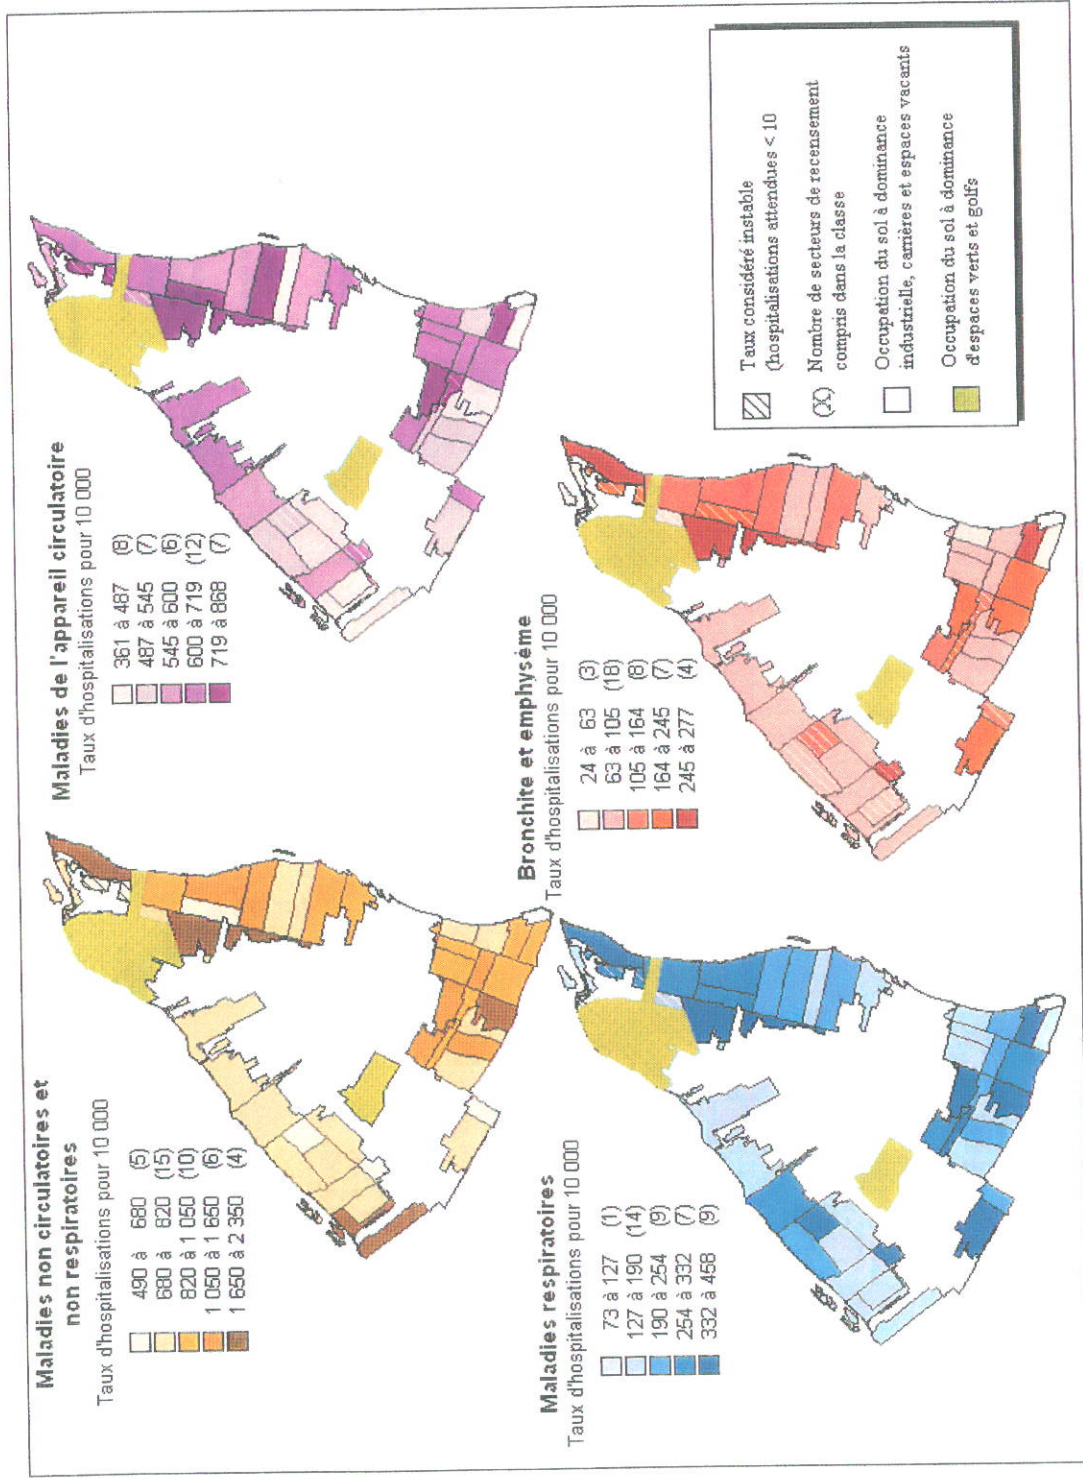 Maladies non circulatoires et
non respiratoires
Taux d'hospitalisations pour 10 000
490 à 680 (5)
680 à 820 (15)
820 à 1 050 (10)
1 050 à 1 650 (6)
1 650 à 2 350 (4)
Maladies de l'appareil circulatoire
Taux d'hospitalisations pour 10 000
361 à 487 (8)
487 à 545 (7)
545 à 600 (6)
600 à 719 (12)
719 à 868 (7)
Maladies respiratoires
Taux d'hospitalisations pour 10 000
73 à 127 (1)
127 à 190 (14)
190 à 254 (9)
254 à 332 (7)
332 à 458 (9)
Bronchite et emphysème
Taux d'hospitalisations pour 10 000
24 à 63 (3)
63 à 105 (18)
105 à 164 (8)
164 à 245 (7)
245 à 277 (4)
Taux considéré instable
(hospitalisations attendues < 10
(X) Nombre de secteurs de recensement
compris dans la classe
Occupation du sol à dominance
industrielle, carrières et espaces vacants
Occupation du sol à dominance
d'espaces verts et golfs